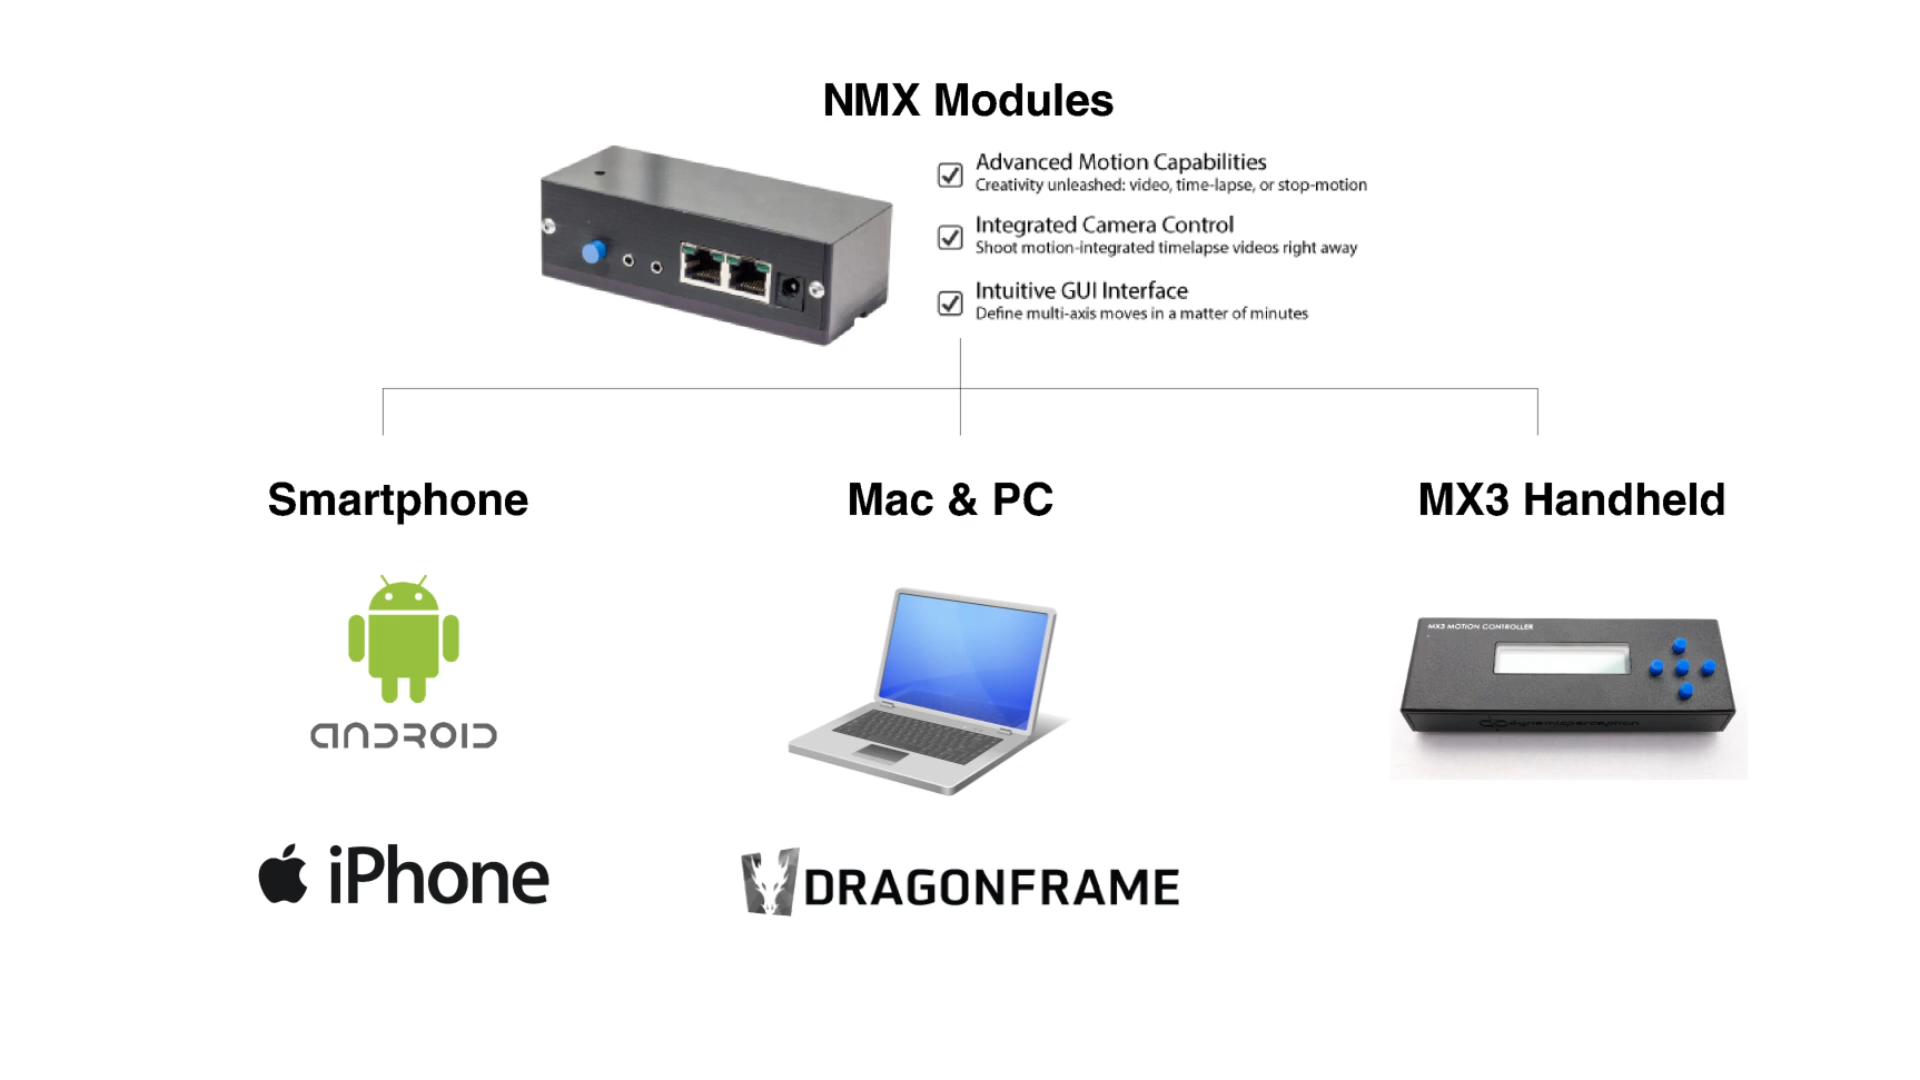 NMX Modules
Advanced Motion Capabilities
Creativity unleashed: video, time-lapse, or stop-motion
Integrated Camera Control
Shoot motion-integrated timelapse videos right away
Intuitive GUI Interface
Define multi-axis moves in a matter of minutes
Smartphone
Mac & PC
MX3 Handheld
ANDROID
MX3 MOTION CONTROLLER
dynamicperception
iPhone
DRAGONFRAME